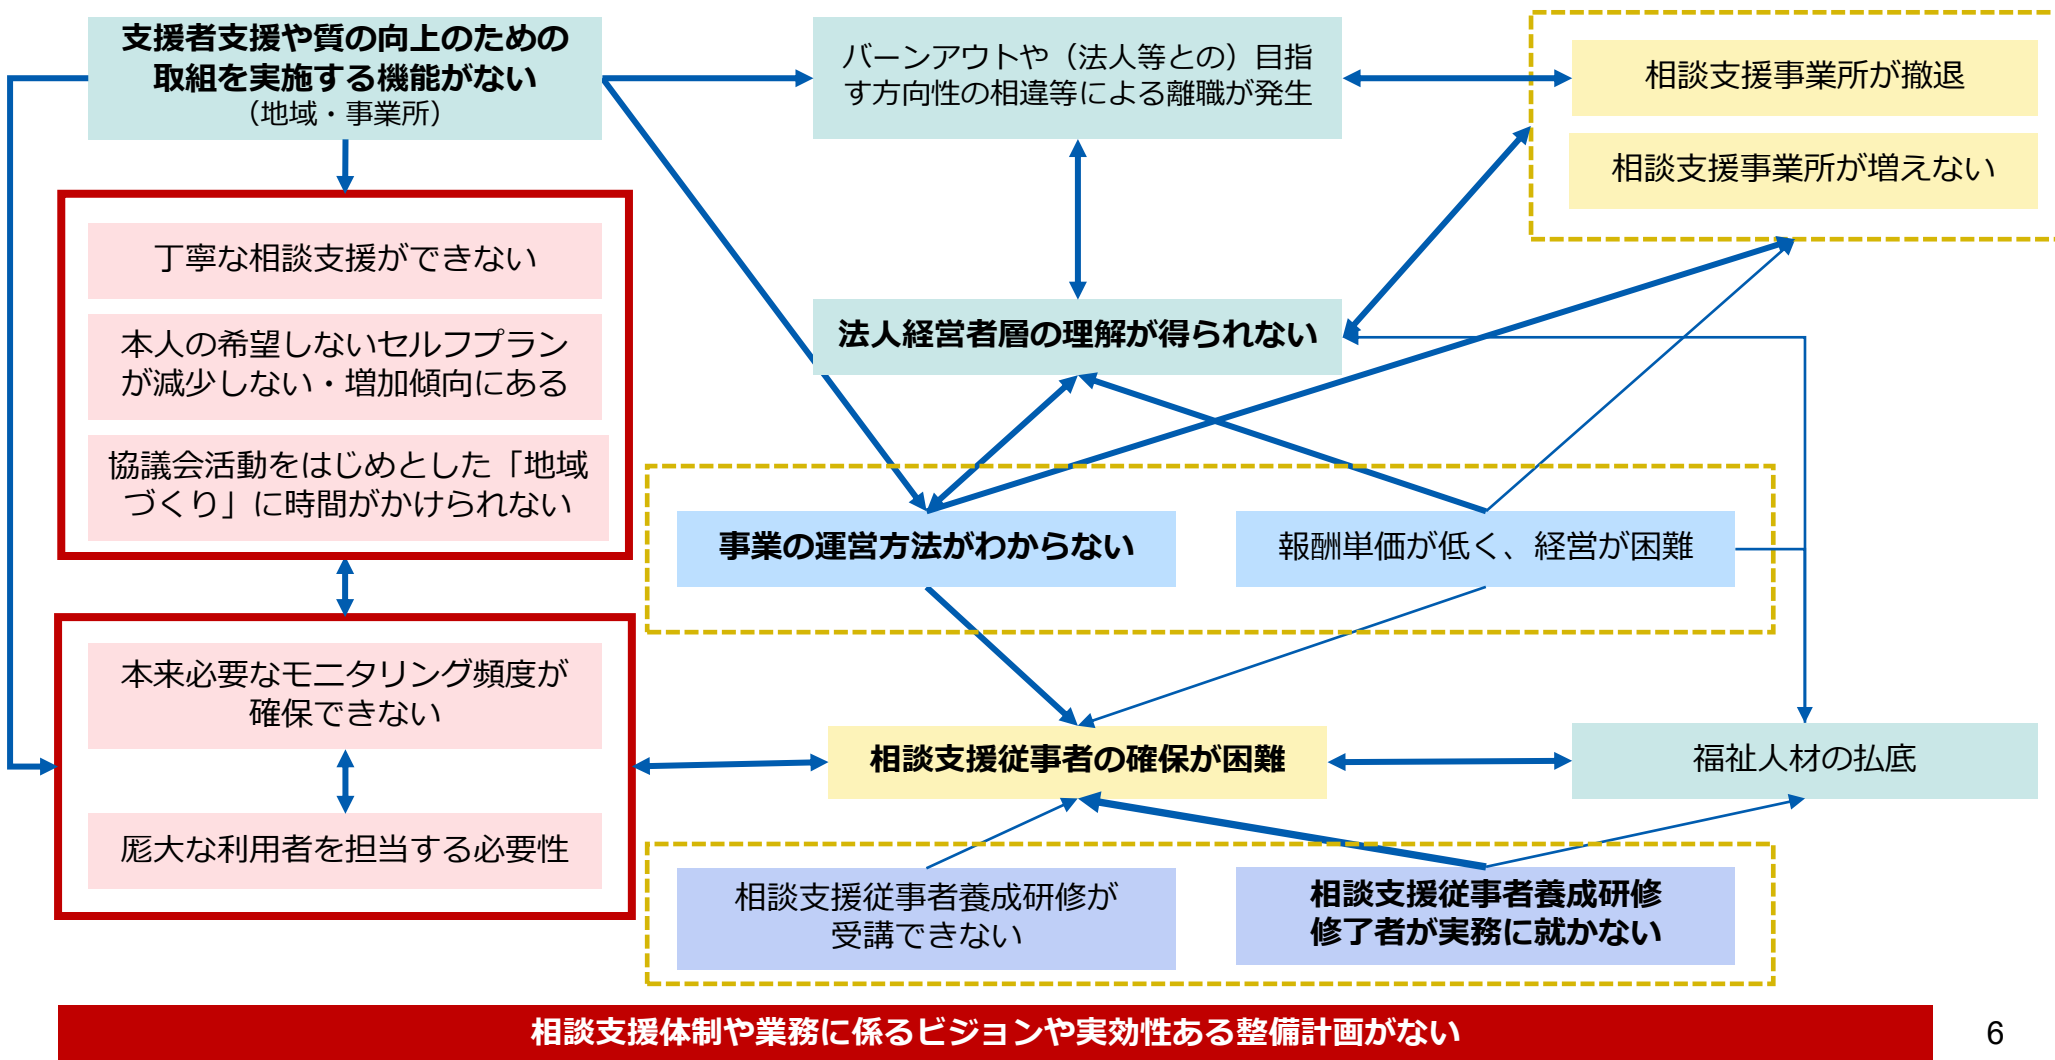 支援者支援や質の向上のための
取組を実施する機能がない
（地域・事業所）
バーンアウトや（法人等との）目指
す方向性の相違等による離職が発生
相談支援事業所が撤退
相談支援事業所が増えない
丁寧な相談支援ができない
本人の希望しないセルフプラン
が減少しない・増加傾向にある
協議会活動をはじめとした「地域
づくり」に時間がかけられない
法人経営者層の理解が得られない
事業の運営方法がわからない
報酬単価が低く、経営が困難
本来必要なモニタリング頻度が
確保できない
厖大な利用者を担当する必要性
相談支援従事者の確保が困難
福祉人材の払底
相談支援従事者養成研修が
受講できない
相談支援従事者養成研修
修了者が実務に就かない
相談支援体制や業務に係るビジョンや実効性ある整備計画がない
6